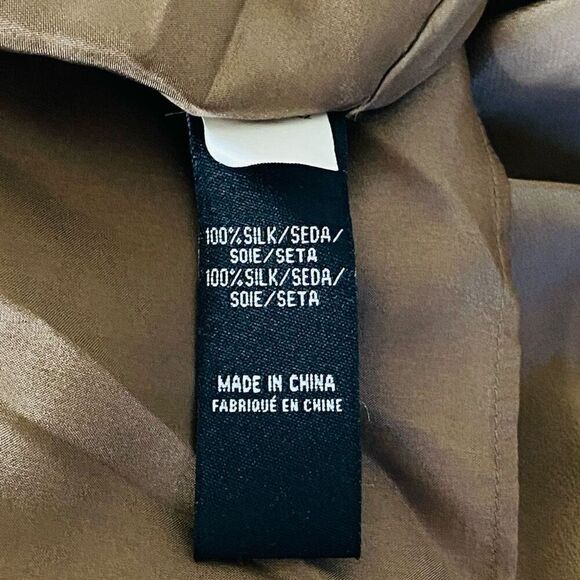 100%SILK/SEDA/
SOIE/SETA
100%SILK/SEDA/
SOIE/SETA
MADE IN CHINA
FABRIQUÉ EN CHINE